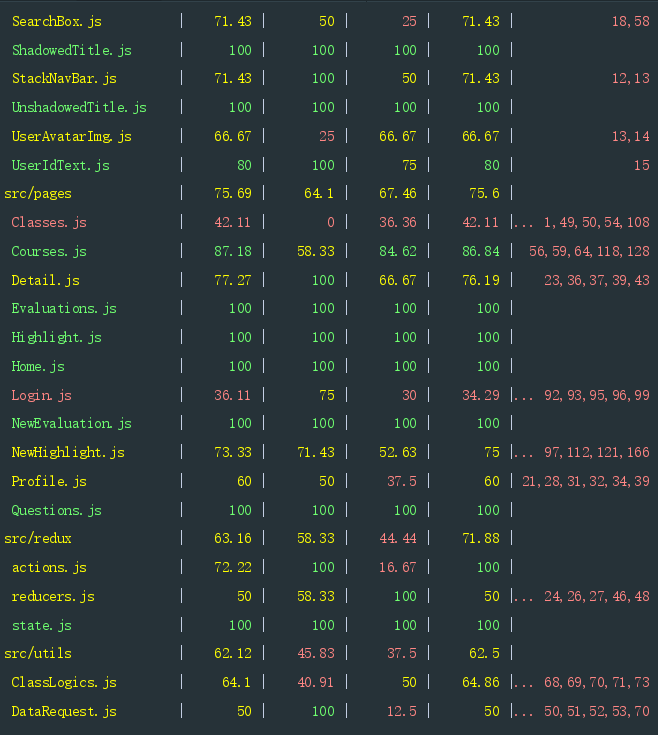 SearchBox.js | 71.43 | 50 | 25 | 71.43 | 18,58
ShadowedTitle.js | 100 | 100 | 100 | 100 |
StackNavBar.js | 71.43 | 100 | 50 | 71.43 | 12,13
UnshadowedTitle.js | 100 | 100 | 100 | 100 |
UserAvatarImg.js | 66.67 | 25 | 66.67 | 66.67 | 13,14
UserIdText.js | 80 | 100 | 75 | 80 | 15
src/pages | 75.69 | 64.1 | 67.46 | 75.6 |
Classes.js | 42.11 | 0 | 36.36 | 42.11 |... 1,49,50,54,108
Courses.js | 87.18 | 58.33 | 84.62 | 86.84 | 56,59,64,118,128
Detail.js | 77.27 | 100 | 66.67 | 76.19 | 23,36,37,39,43
Evaluations.js | 100 | 100 | 100 | 100 |
Highlight.js | 100 | 100 | 100 | 100 |
Home.js | 100 | 100 | 100 | 100 |
Login.js | 36.11 | 75 | 30 | 34.29 |... 92,93,95,96,99
NewEvaluation.js | 100 | 100 | 100 | 100 |
NewHighlight.js | 73.33 | 71.43 | 52.63 | 75 |... 97,112,121,166
Profile.js | 60 | 50 | 37.5 | 60 | 21,28,31,32,34,39
Questions.js | 100 | 100 | 100 | 100 |
src/redux | 63.16 | 58.33 | 44.44 | 71.88 |
actions.js | 72.22 | 100 | 16.67 | 100 |
reducers.js | 50 | 58.33 | 100 | 50 |... 24,26,27,46,48
state.js | 100 | 100 | 100 | 100 |
src/utils | 62.12 | 45.83 | 37.5 | 62.5 |
ClassLogics.js | 64.1 | 40.91 | 50 | 64.86 |... 68,69,70,71,73
DataRequest.js | 50 | 100 | 12.5 | 50 |... 50,51,52,53,70